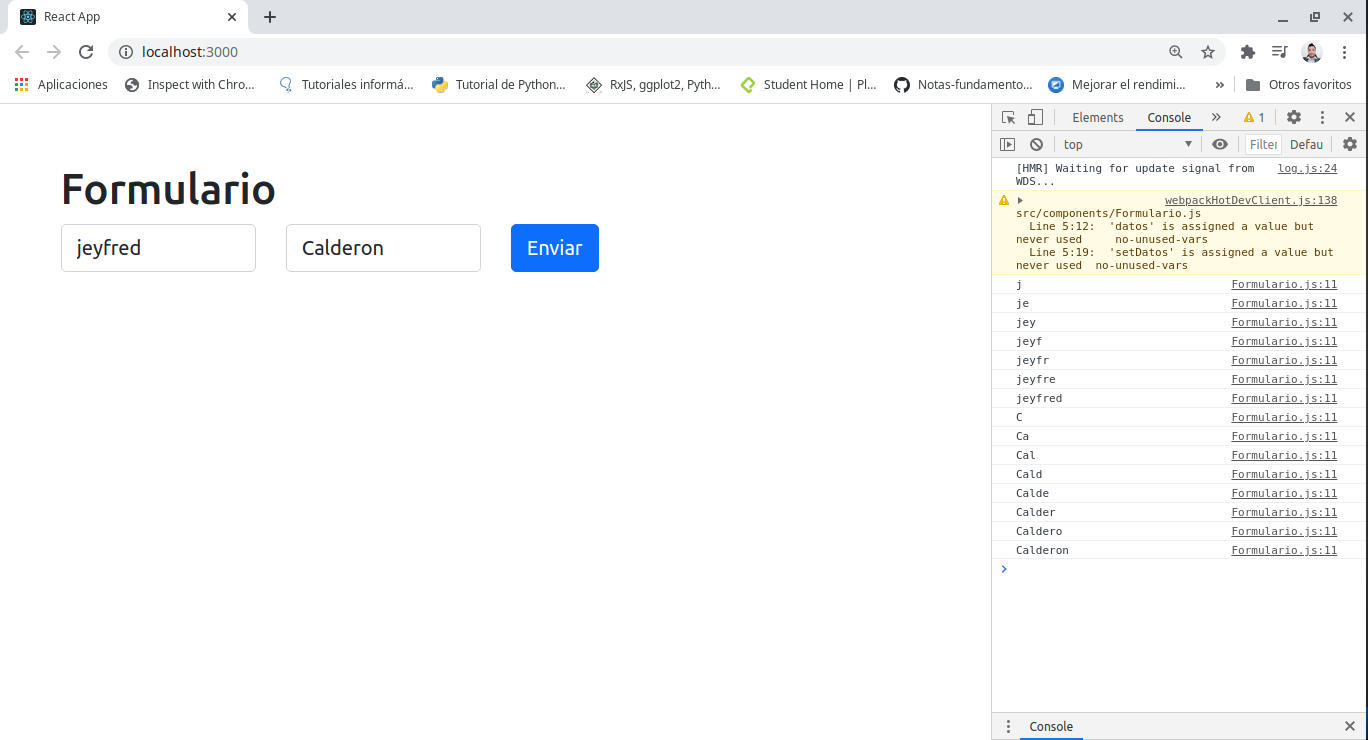 React App
localhost:3000
Aplicaciones
Inspect with Chro...
Tutoriales informá...
Tutorial de Python...
RxJS, ggplot2, Pyth...
Student Home | Pl...
Notas-fundamento...
Mejorar el rendimi...
»
Otros favoritos
Formulario
jeyfred
Calderon
Enviar
Elements
Console
»
1
top
Filter
Defau
[HMR] Waiting for update signal from log.js:24
WDS...
webpackHotDevClient.js:138
src/components/Formulario.js
Line 5:12: 'datos' is assigned a value but
never used no-unused-vars
Line 5:19: 'setDatos' is assigned a value but
never used no-unused-vars
j Formulario.js:11
je Formulario.js:11
jey Formulario.js:11
jeyf Formulario.js:11
jeyfr Formulario.js:11
jeyfre Formulario.js:11
jeyfred Formulario.js:11
C Formulario.js:11
Ca Formulario.js:11
Cal Formulario.js:11
Cald Formulario.js:11
Calde Formulario.js:11
Calder Formulario.js:11
Caldero Formulario.js:11
Calderon Formulario.js:11
Console